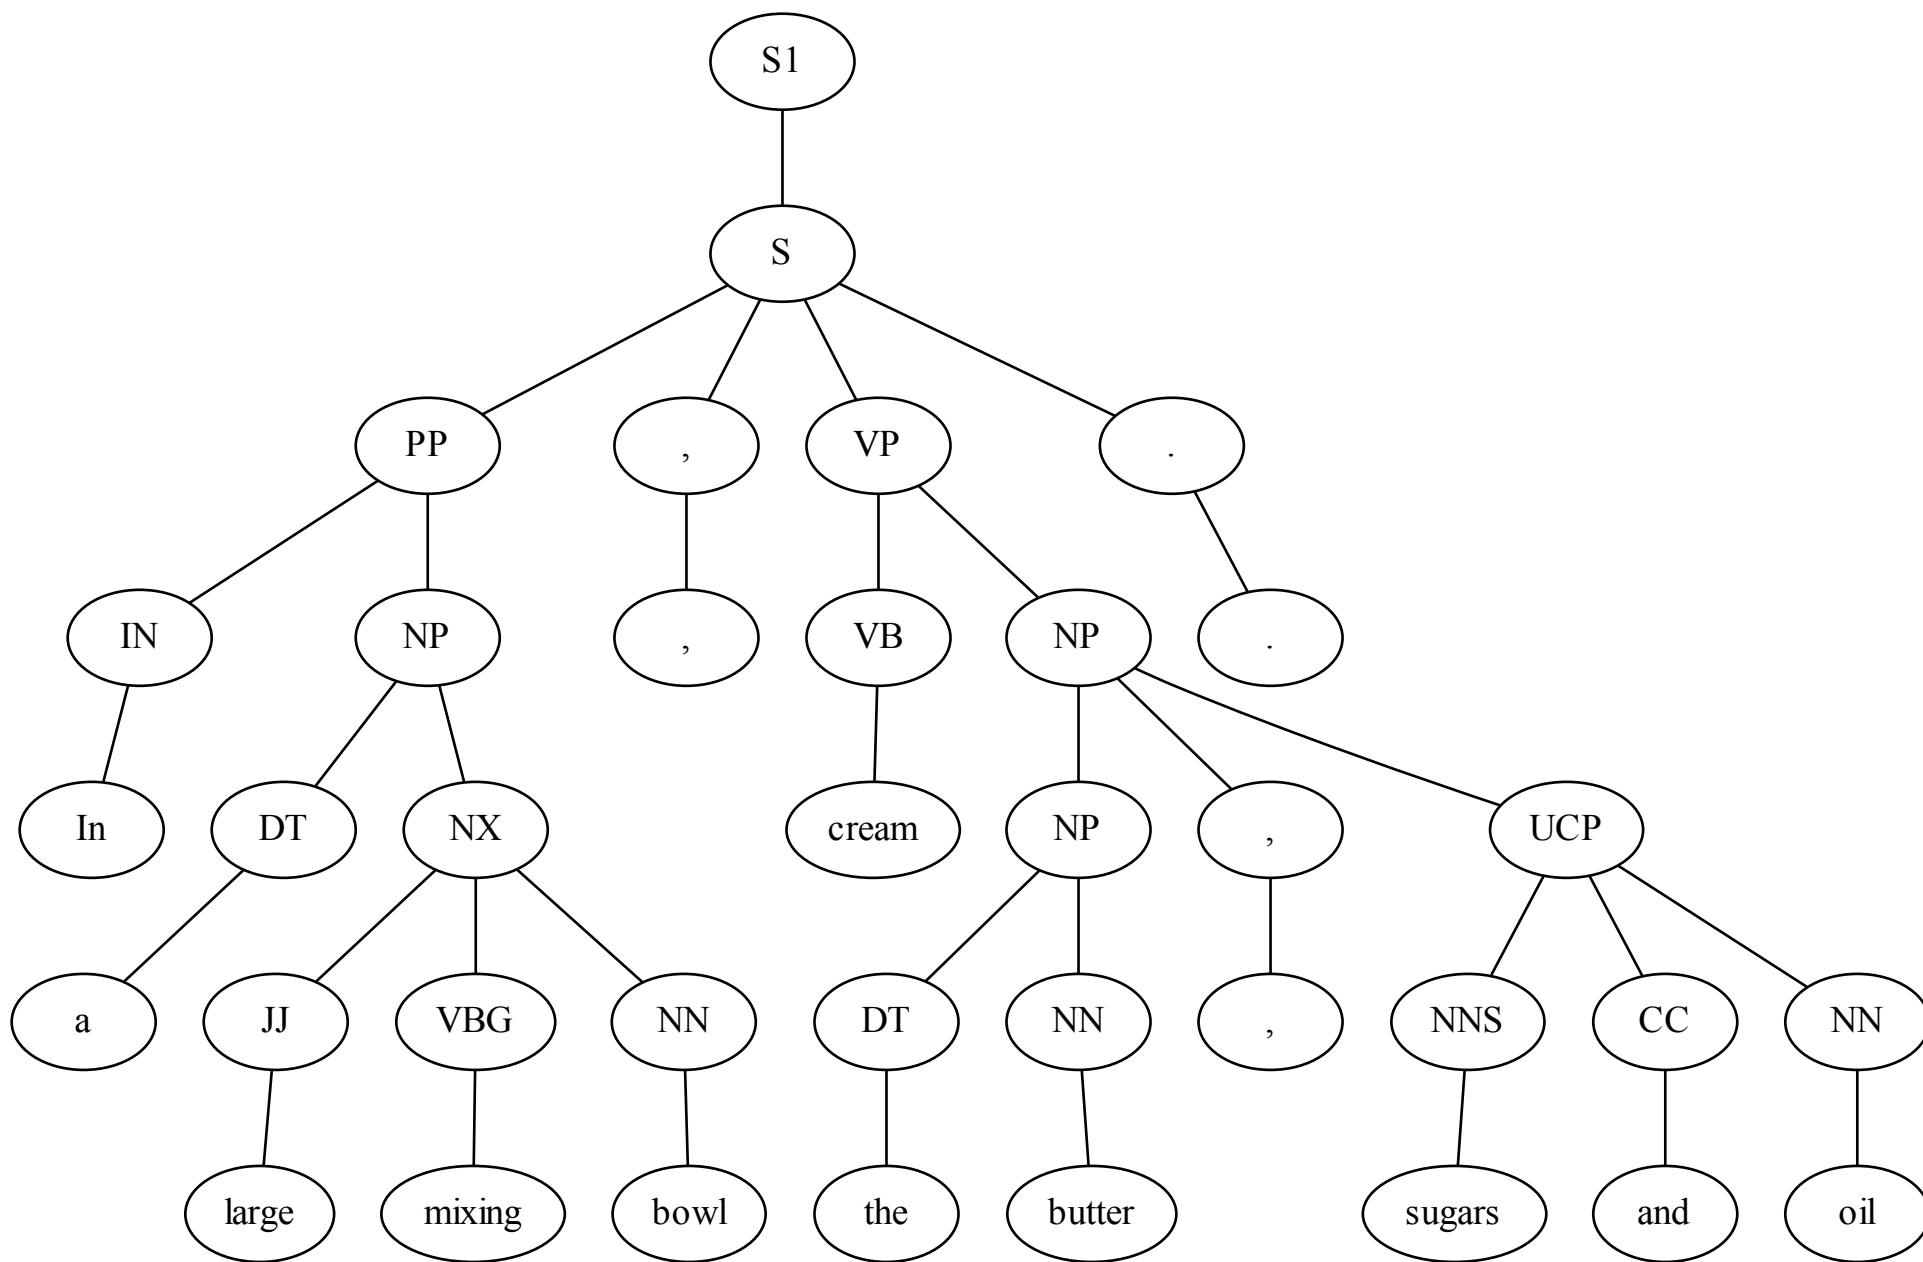 S1
S
PP , VP .
IN NP , VB NP .
In DT NX cream NP , UCP
a JJ VBG NN DT NN , NNS CC NN
large mixing bowl the butter sugars and oil